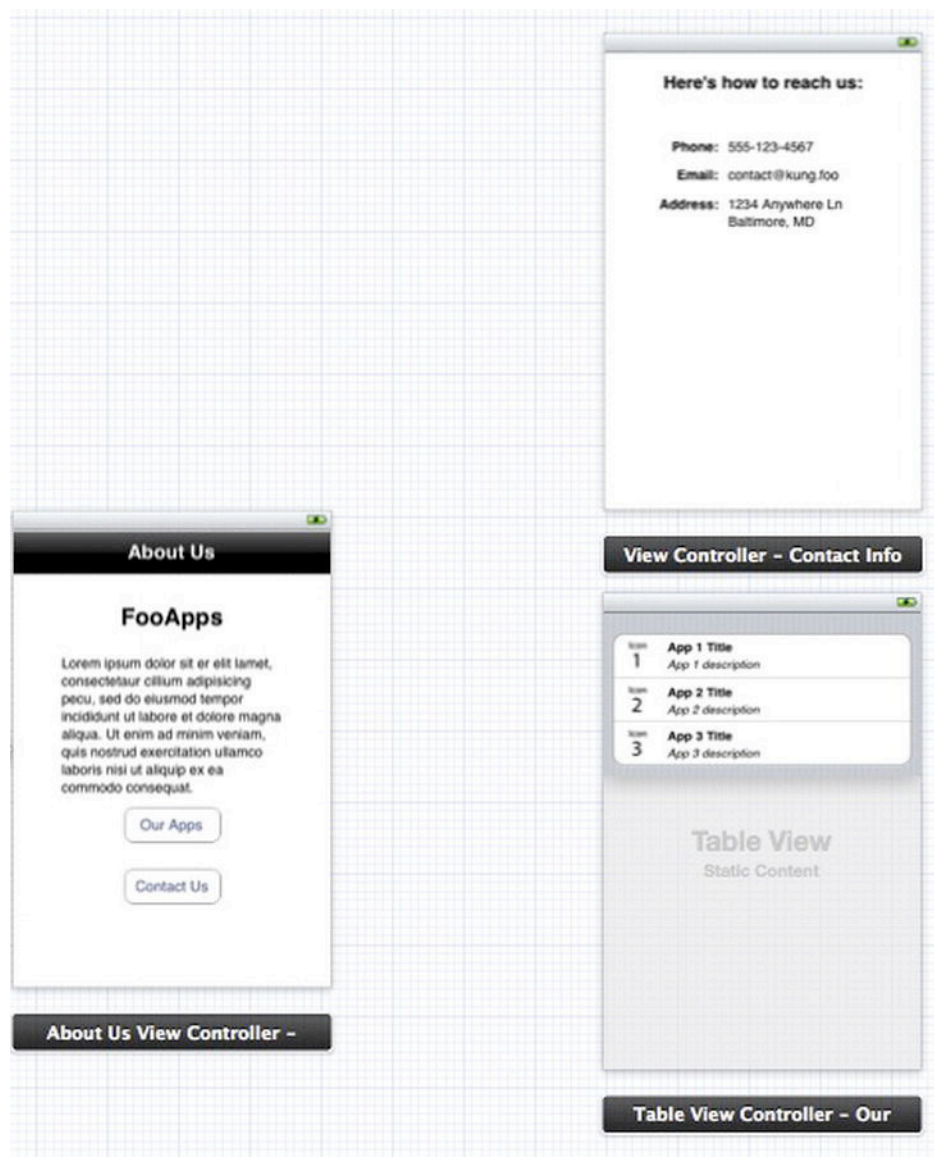 Here's how to reach us:
Phone: 555-123-4567
Email: contact@kung.foo
Address: 1234 Anywhere Ln
Baltimore, MD
View Controller – Contact Info
About Us
FooApps
Lorem ipsum dolor sit er elit lamet,
consectetaur cillium adipisicing
pecu, sed do eiusmod tempor
incididunt ut labore et dolore magna
aliqua. Ut enim ad minim veniam,
quis nostrud exercitation ullamco
laboris nisi ut aliquip ex ea
commodo consequat.
Our Apps
Contact Us
About Us View Controller –
Icon
1
App 1 Title
App 1 description
Icon
2
App 2 Title
App 2 description
Icon
3
App 3 Title
App 3 description
Table View
Static Content
Table View Controller – Our